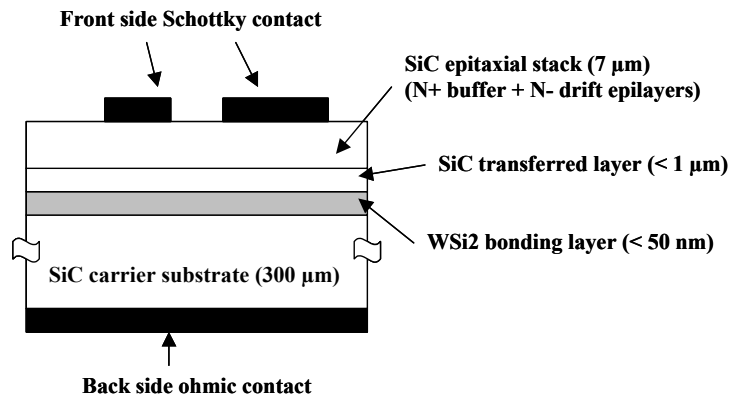 Front side Schottky contact
SiC epitaxial stack (7 µm)
(N+ buffer + N- drift epilayers)
SiC transferred layer (< 1 µm)
WSi2 bonding layer (< 50 nm)
SiC carrier substrate (300 µm)
Back side ohmic contact